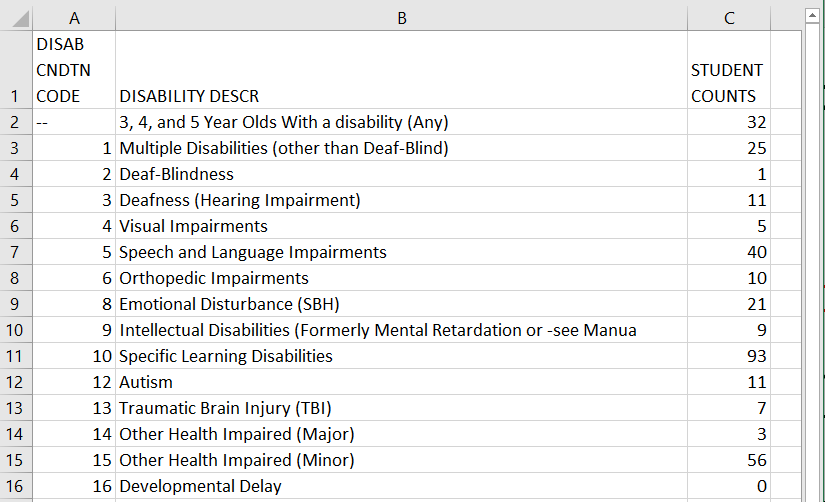 A B C
DISAB
CNDTN STUDENT
1 CODE DISABILITY DESCR COUNTS
2 -- 3, 4, and 5 Year Olds With a disability (Any) 32
3 1 Multiple Disabilities (other than Deaf-Blind) 25
4 2 Deaf-Blindness 1
5 3 Deafness (Hearing Impairment) 11
6 4 Visual Impairments 5
7 5 Speech and Language Impairments 40
8 6 Orthopedic Impairments 10
9 8 Emotional Disturbance (SBH) 21
10 9 Intellectual Disabilities (Formerly Mental Retardation or -see Manua 9
11 10 Specific Learning Disabilities 93
12 12 Autism 11
13 13 Traumatic Brain Injury (TBI) 7
14 14 Other Health Impaired (Major) 3
15 15 Other Health Impaired (Minor) 56
16 16 Developmental Delay 0